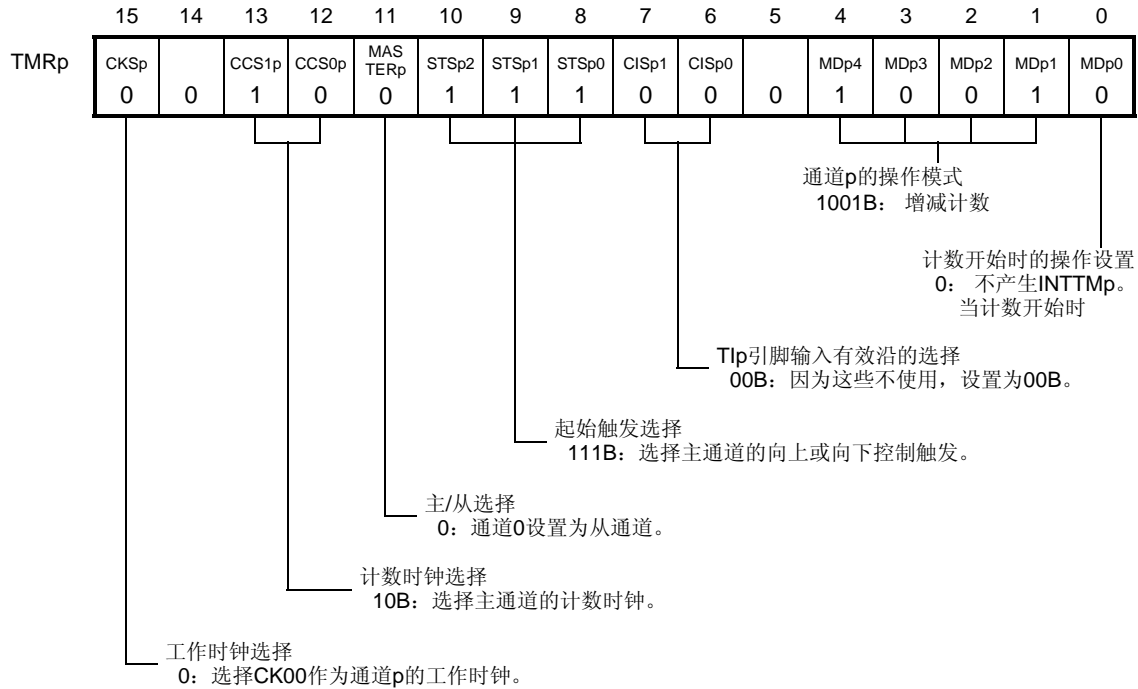 15 14 13 12 11 10 9 8 7 6 5 4 3 2 1 0
TMRp CKSp CCS1p CCS0p MAS TERp STSp2 STSp1 STSp0 CISp1 CISp0 MDp4 MDp3 MDp2 MDp1 MDp0
0 0 1 0 0 1 1 1 0 0 0 1 0 0 1 0
通道p的操作模式
1001B： 增减计数
计数开始时的操作设置
0： 不产生INTTMp。
当计数开始时
TIp引脚输入有效沿的选择
00B：因为这些不使用，设置为00B。
起始触发选择
111B：选择主通道的向上或向下控制触发。
主/从选择
0：通道0设置为从通道。
计数时钟选择
10B：选择主通道的计数时钟。
工作时钟选择
0：选择CK00作为通道p的工作时钟。